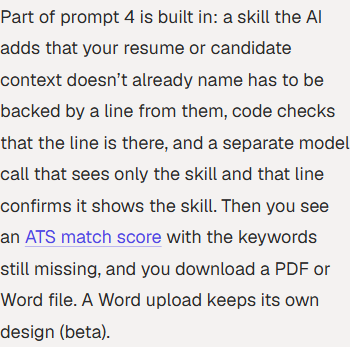 Part of prompt 4 is built in: a skill the AI
adds that your resume or candidate
context doesn’t already name has to be
backed by a line from them, code checks
that the line is there, and a separate model
call that sees only the skill and that line
confirms it shows the skill. Then you see
an ATS match score with the keywords
still missing, and you download a PDF or
Word file. A Word upload keeps its own
design (beta).